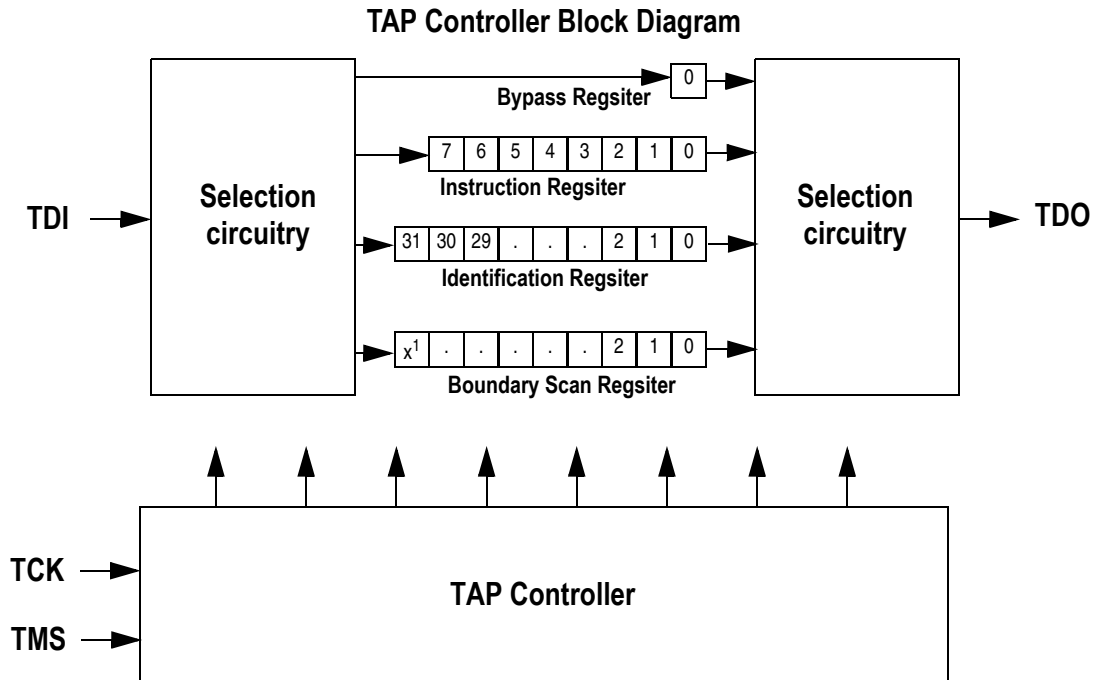 TAP Controller Block Diagram
0
Bypass Regsiter
7 6 5 4 3 2 1 0
Instruction Regsiter
TDI
Selection
circuitry
Selection
circuitry
TDO
31 30 29 . . . 2 1 0
Identification Regsiter
x¹ . . . . . 2 1 0
Boundary Scan Regsiter
TCK
TAP Controller
TMS